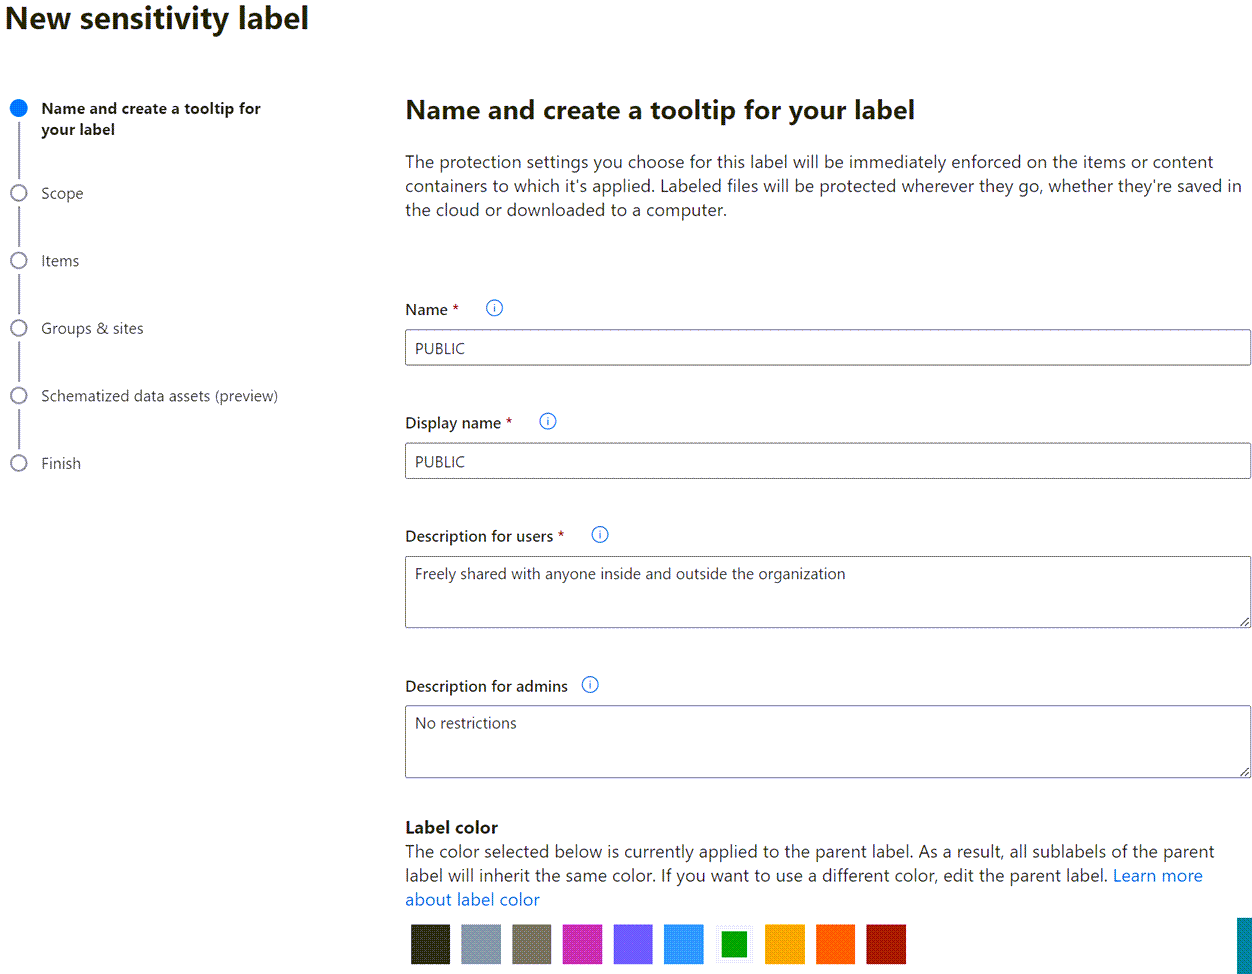 New sensitivity label
Name and create a tooltip for
your label
Scope
Items
Groups & sites
Schematized data assets (preview)
Finish
Name and create a tooltip for your label
The protection settings you choose for this label will be immediately enforced on the items or content
containers to which it's applied. Labeled files will be protected wherever they go, whether they're saved in
the cloud or downloaded to a computer.
Name *
PUBLIC
Display name *
PUBLIC
Description for users *
Freely shared with anyone inside and outside the organization
Description for admins
No restrictions
Label color
The color selected below is currently applied to the parent label. As a result, all sublabels of the parent
label will inherit the same color. If you want to use a different color, edit the parent label. Learn more
about label color